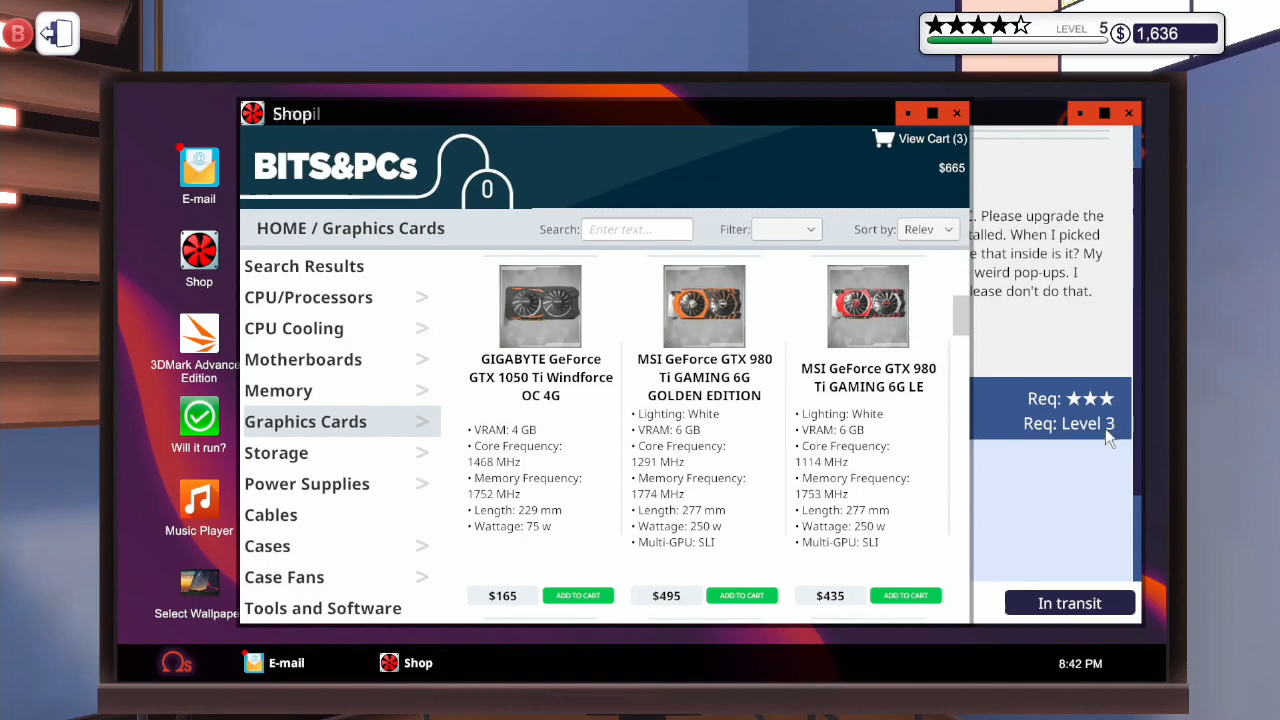 B
LEVEL 5
$ 1,636
Shop
View Cart (3)
$665
BITS&PCs
HOME / Graphics Cards
Search: Enter text...
Filter:
Sort by: Relev
Search Results
CPU/Processors >
CPU Cooling >
Motherboards >
Memory >
Graphics Cards >
Storage >
Power Supplies >
Cables
Cases >
Case Fans >
Tools and Software
GIGABYTE GeForce
GTX 1050 Ti Windforce
OC 4G
• VRAM: 4 GB
• Core Frequency:
1468 MHz
• Memory Frequency:
1752 MHz
• Length: 229 mm
• Wattage: 75 w
$165 ADD TO CART
MSI GeForce GTX 980
Ti GAMING 6G
GOLDEN EDITION
• Lighting: White
• VRAM: 6 GB
• Core Frequency:
1291 MHz
• Memory Frequency:
1774 MHz
• Length: 277 mm
• Wattage: 250 w
• Multi-GPU: SLI
$495 ADD TO CART
MSI GeForce GTX 980
Ti GAMING 6G LE
• Lighting: White
• VRAM: 6 GB
• Core Frequency:
1114 MHz
• Memory Frequency:
1753 MHz
• Length: 277 mm
• Wattage: 250 w
• Multi-GPU: SLI
$435 ADD TO CART
. Please upgrade the
talled. When I picked
e that inside is it? My
weird pop-ups. I
lease don't do that.
Req: ★★★
Req: Level 3
In transit
E-mail
Shop
3DMark Advance
Edition
Will it run?
Music Player
Select Wallpape
Ωs
E-mail
Shop
8:42 PM